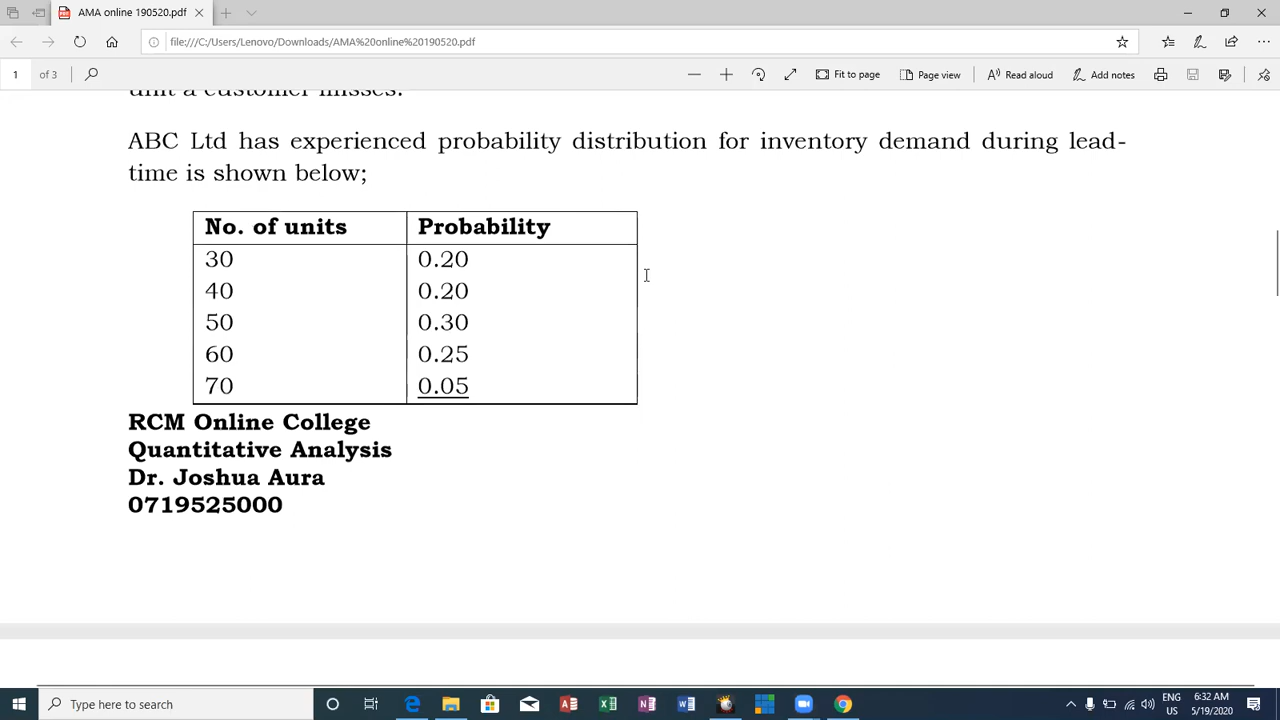 AMA online 190520.pdf
file:///C:/Users/Lenovo/Downloads/AMA%20online%20190520.pdf
1 of 3 Fit to page Page view Read aloud Add notes
unit a customer misses.
ABC Ltd has experienced probability distribution for inventory demand during lead-
time is shown below;
No. of units Probability
30 0.20
40 0.20
50 0.30
60 0.25
70 0.05
RCM Online College
Quantitative Analysis
Dr. Joshua Aura
0719525000
Type here to search
ENG 6:32 AM
US 5/19/2020